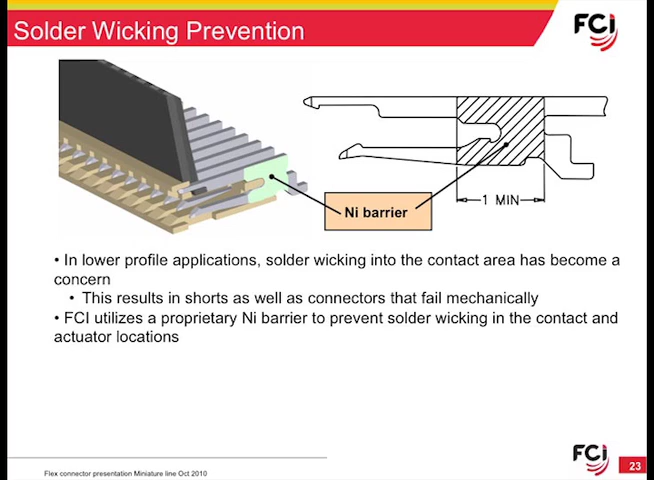 Solder Wicking Prevention
FCI
Ni barrier
1 MIN
• In lower profile applications, solder wicking into the contact area has become a
concern
• This results in shorts as well as connectors that fail mechanically
• FCI utilizes a proprietary Ni barrier to prevent solder wicking in the contact and
actuator locations
Flex connector presentation Miniature line Oct 2010
FCI
23